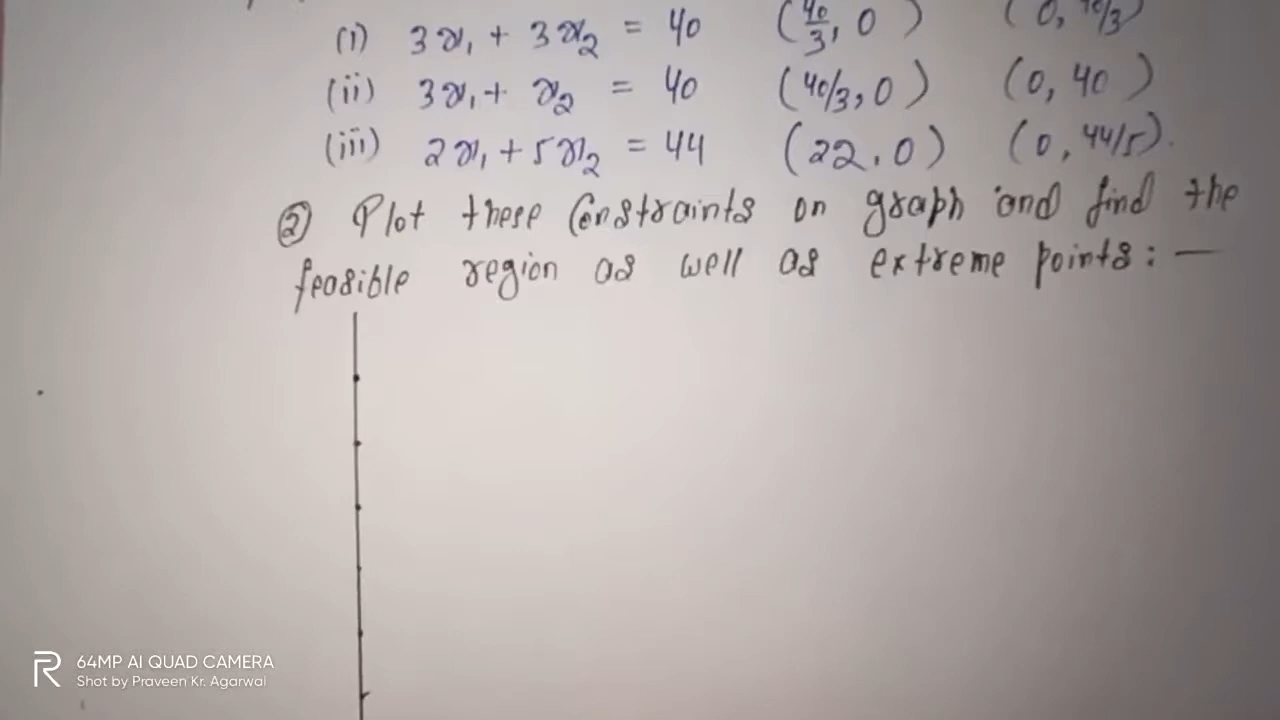 (i) 3x₁ + 3x₂ = 40 (40/3, 0) (0, 40/3)
(ii) 3x₁ + x₂ = 40 (40/3, 0) (0, 40)
(iii) 2x₁ + 5x₂ = 44 (22, 0) (0, 44/5).
② Plot these Constraints on graph and find the
feasible region as well as extreme points: —
64MP AI QUAD CAMERA
Shot by Praveen Kr. Agarwal